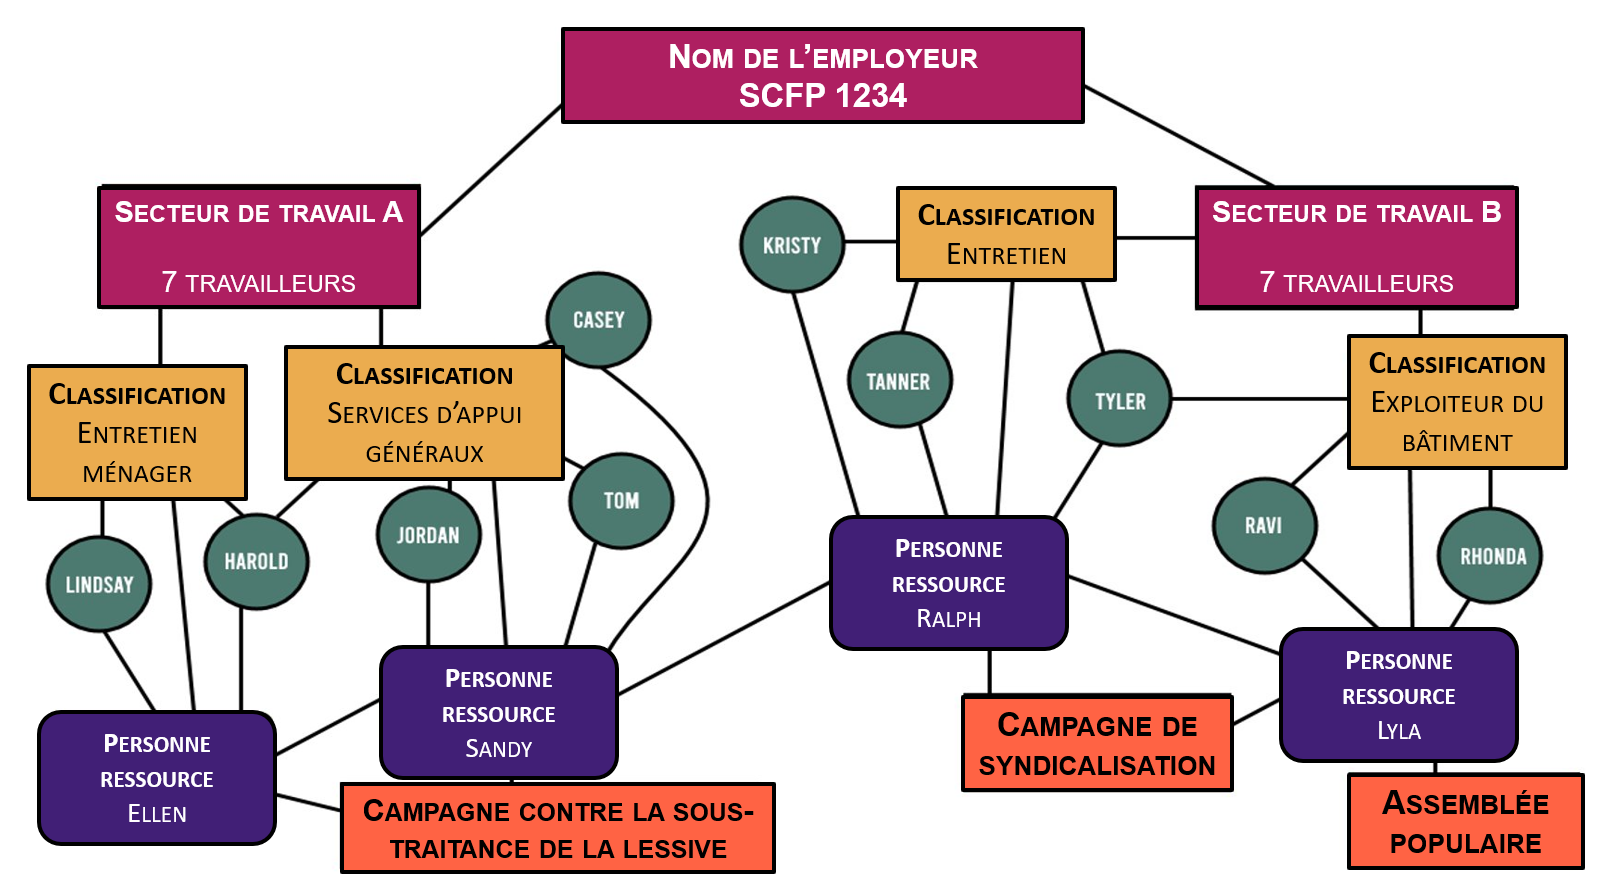 Nom de l’employeur
SCFP 1234
Secteur de travail A
7 travailleurs
Classification
Entretien
Secteur de travail B
7 travailleurs
KRISTY
CASEY
Classification
Entretien
ménager
Classification
Services d’appui
généraux
TANNER
TYLER
Classification
Exploiteur du
bâtiment
LINDSAY
HAROLD
JORDAN
TOM
RAVI
RHONDA
Personne
ressource
Ralph
Personne
ressource
Sandy
Personne
ressource
Lyla
Personne
ressource
Ellen
Campagne de
syndicalisation
Campagne contre la sous-
traitance de la lessive
Assemblée
populaire